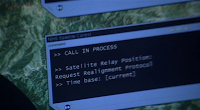 >> CALL IN PROCESS
>> Satellite Relay Position:
Request Realignment Protocol
>> Time base: [current]